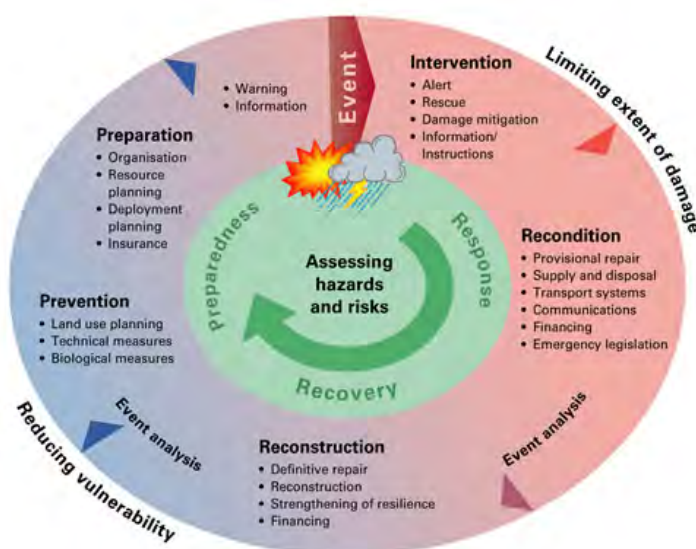 Event
• Warning
• Information
Intervention
• Alert
• Rescue
• Damage mitigation
• Information/
Instructions
Limiting extent of damage
Recondition
• Provisional repair
• Supply and disposal
• Transport systems
• Communications
• Financing
• Emergency legislation
Event analysis
Reconstruction
• Definitive repair
• Reconstruction
• Strengthening of resilience
• Financing
Event analysis
Reducing vulnerability
Prevention
• Land use planning
• Technical measures
• Biological measures
Preparation
• Organisation
• Resource
planning
• Deployment
planning
• Insurance
Preparedness
Response
Recovery
Assessing
hazards
and risks